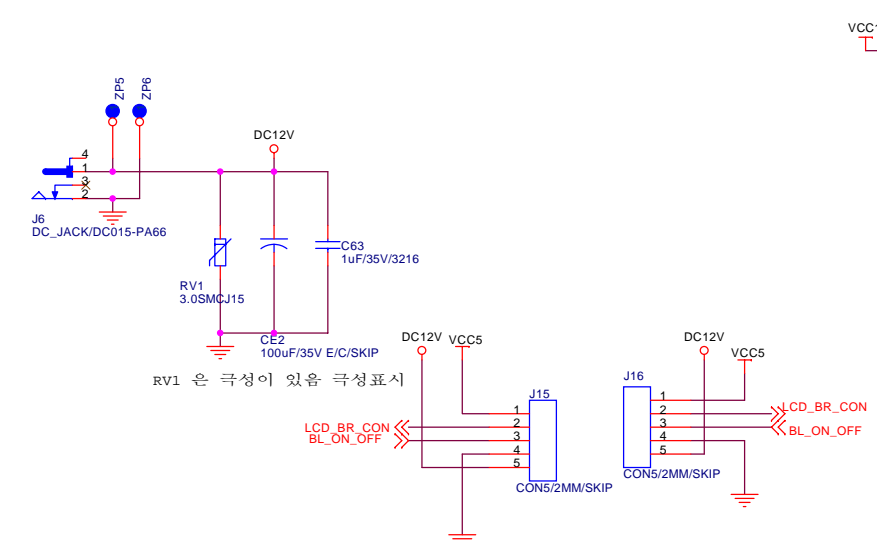 VCC1
ZP5
ZP6
DC12V
4
1
3
2
J6
DC_JACK/DC015-PA66
C63
1uF/35V/3216
RV1
3.0SMCJ15
CE2
100uF/35V E/C/SKIP
RV1 은 극성이 있음 극성표시
DC12V
VCC5
J15
1
2
3
4
5
LCD_BR_CON
BL_ON_OFF
CON5/2MM/SKIP
DC12V
VCC5
J16
1
2
3
4
5
LCD_BR_CON
BL_ON_OFF
CON5/2MM/SKIP